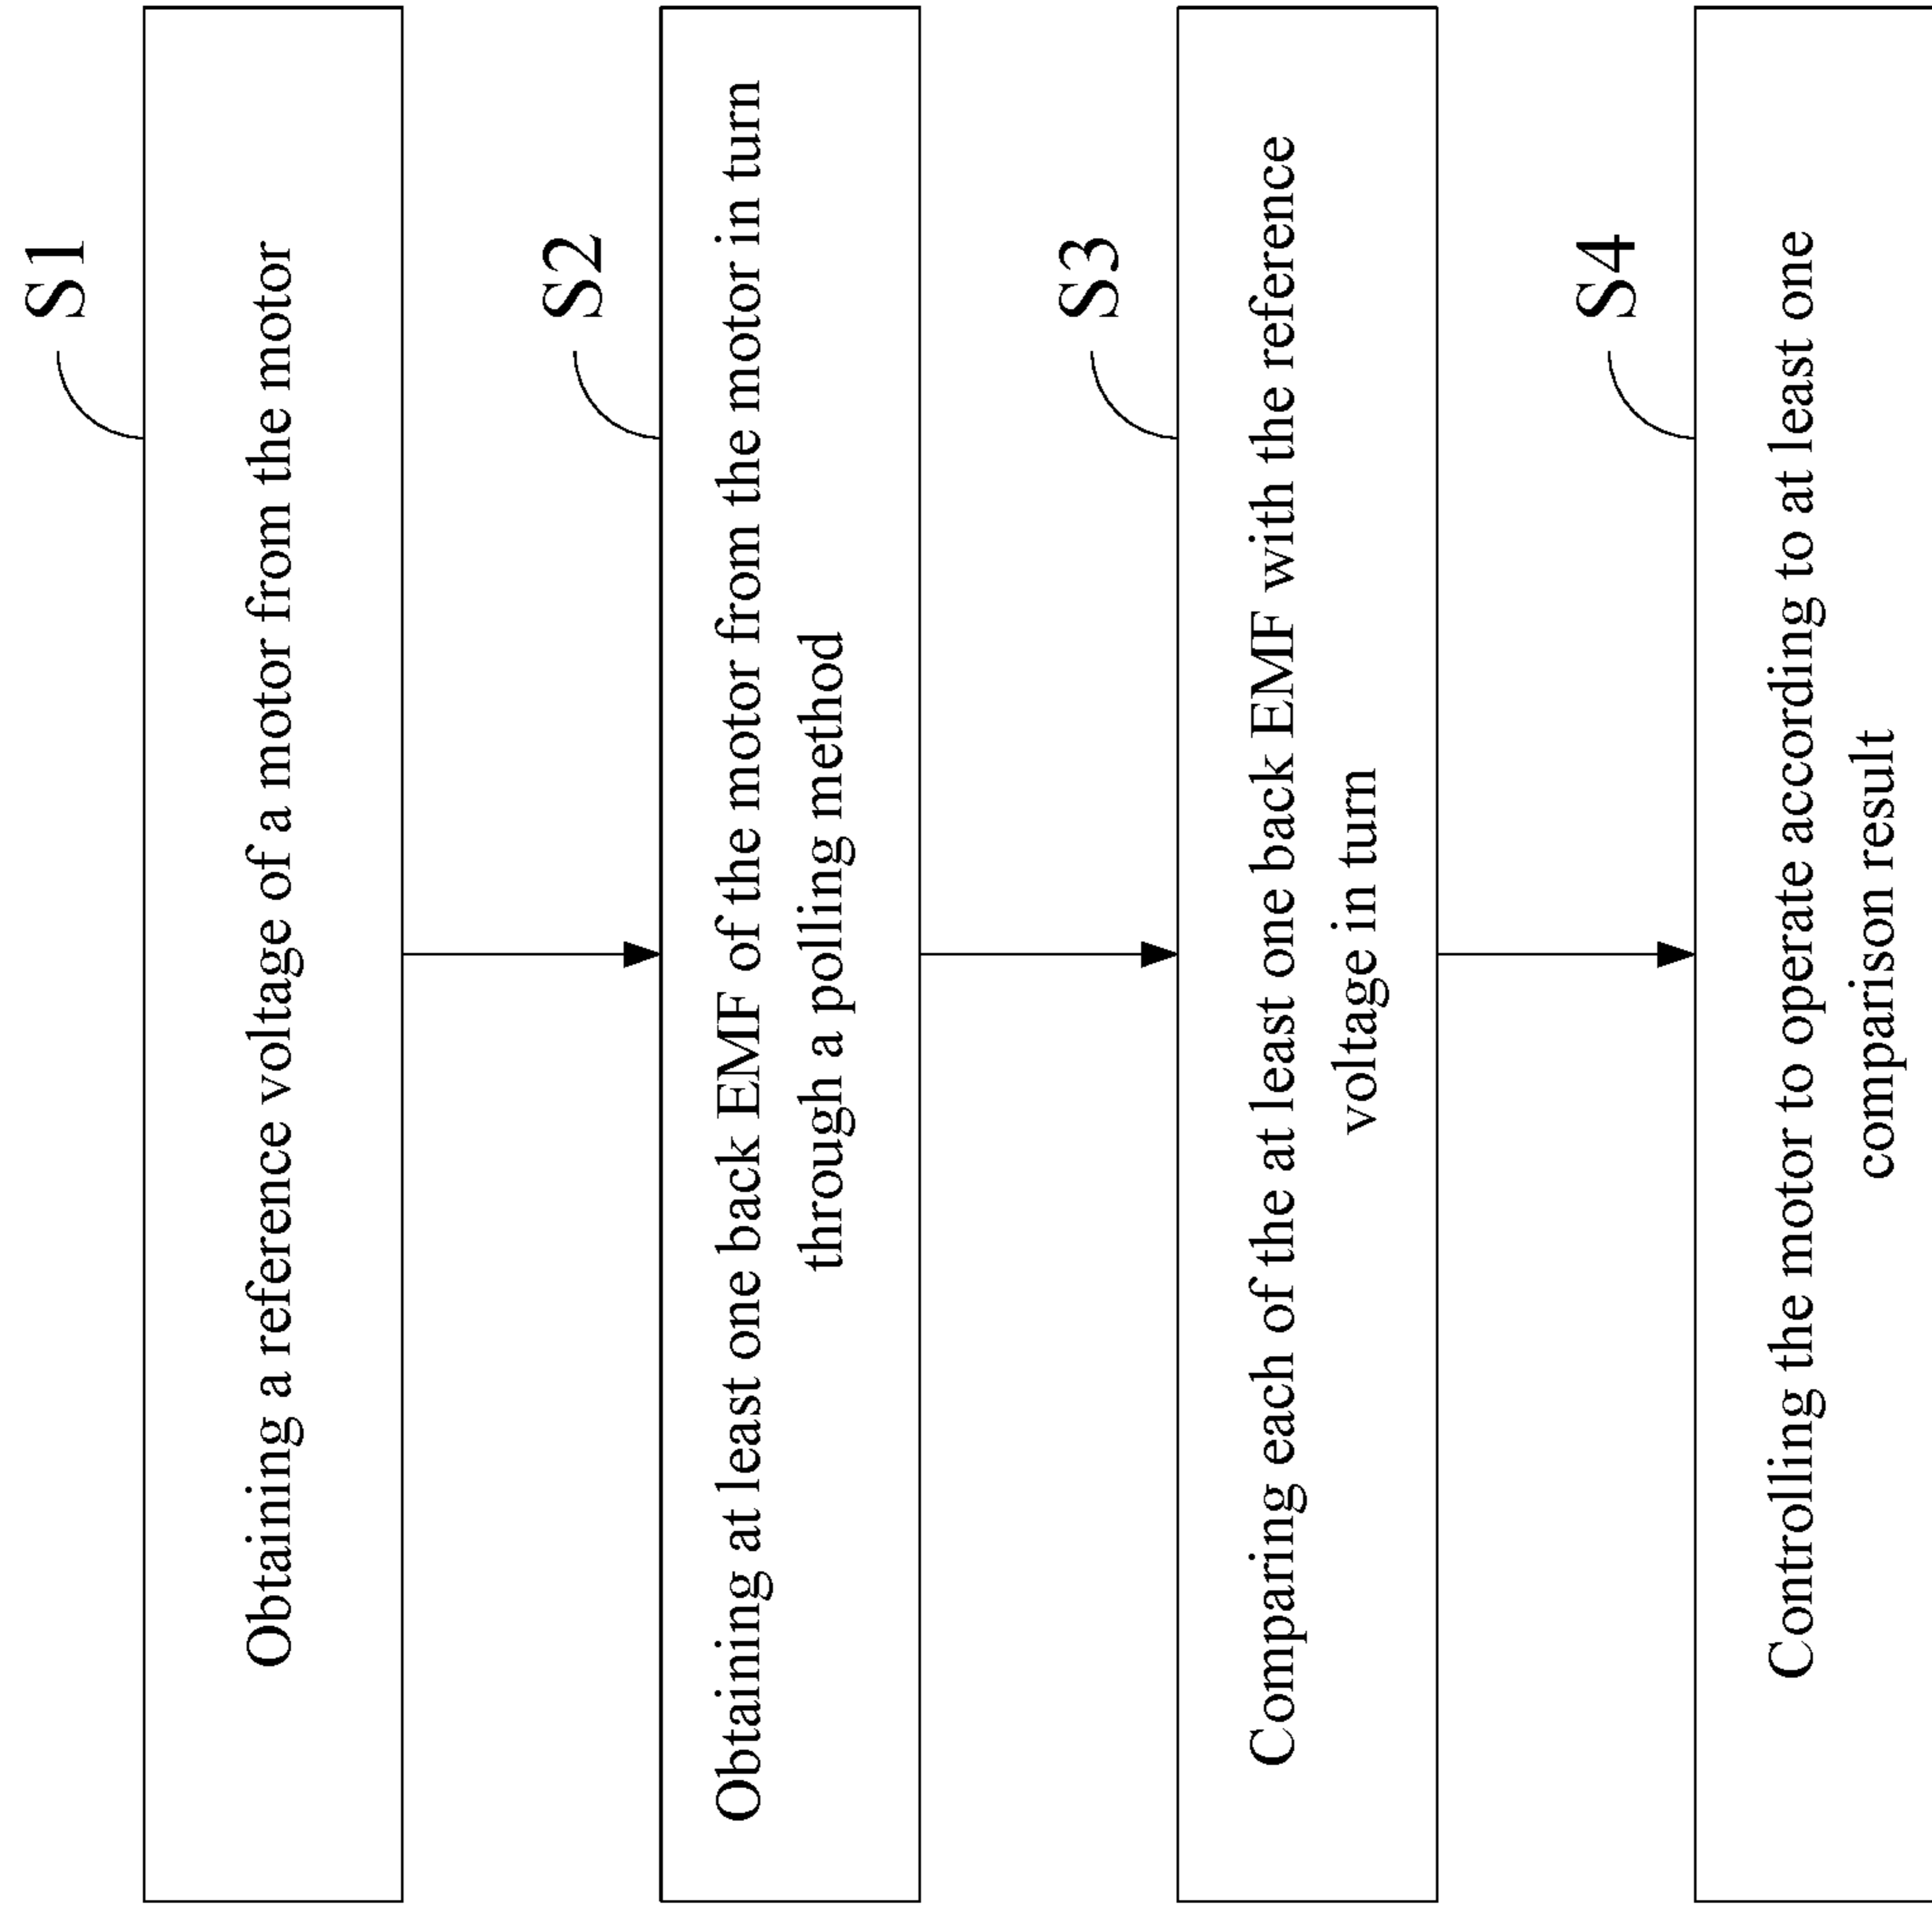 S1
Obtaining a reference voltage of a motor from the motor
S2
Obtaining at least one back EMF of the motor from the motor in turn
through a polling method
S3
Comparing each of the at least one back EMF with the reference
voltage in turn
S4
Controlling the motor to operate according to at least one
comparison result